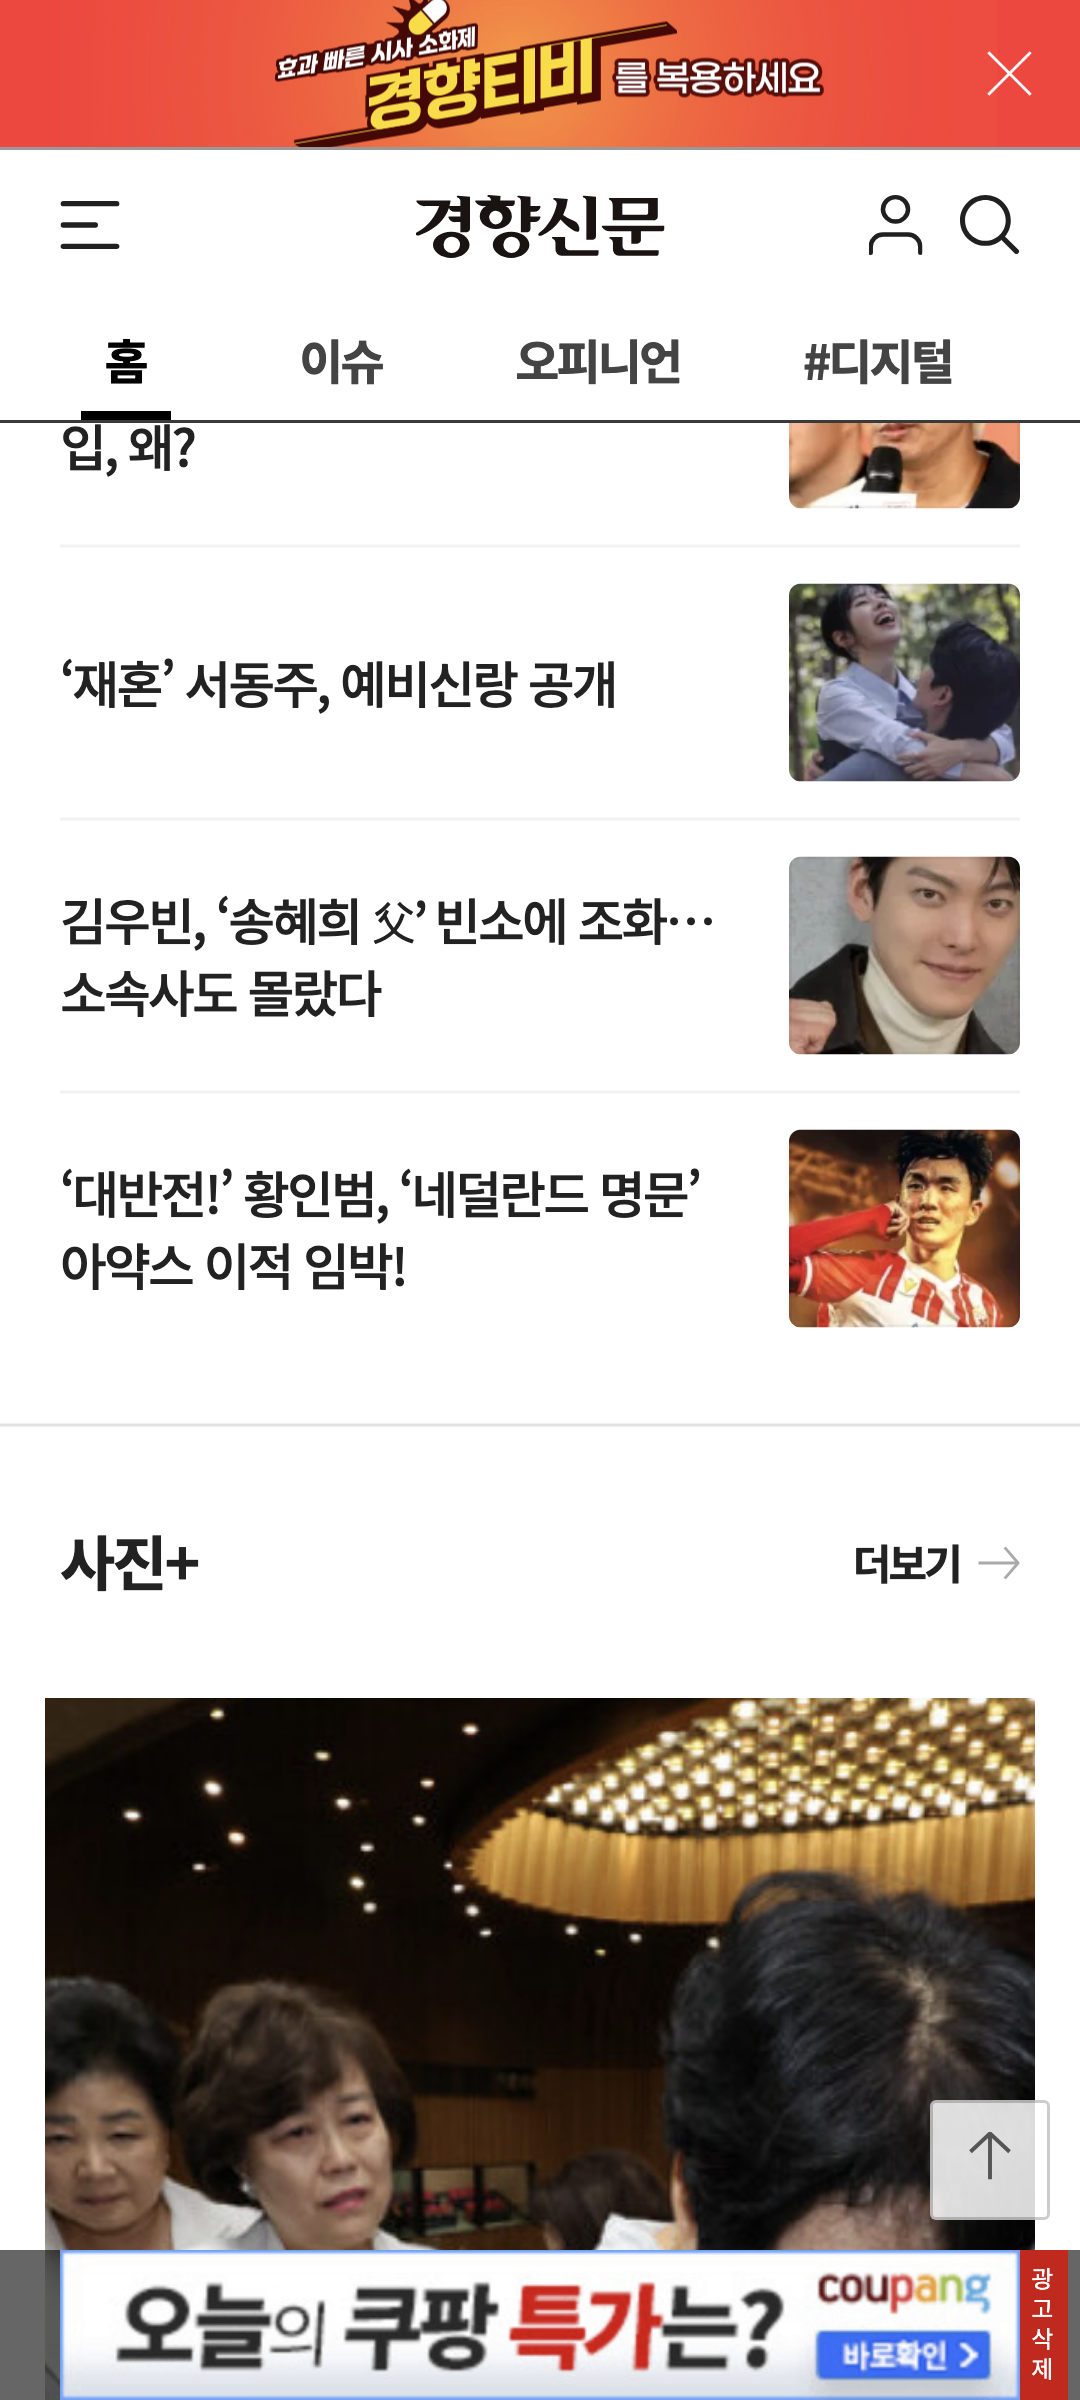 효과 빠른 시사 소화제
경향티비를 복용하세요
경향신문
홈 이슈 오피니언 #디지털
입, 왜?
‘재혼’ 서동주, 예비신랑 공개
김우빈, ‘송혜희 父’ 빈소에 조화…
소속사도 몰랐다
‘대반전!’ 황인범, ‘네덜란드 명문’
아약스 이적 임박!
사진+
더보기
오늘의 쿠팡 특가는?
coupang
바로확인
광고삭제